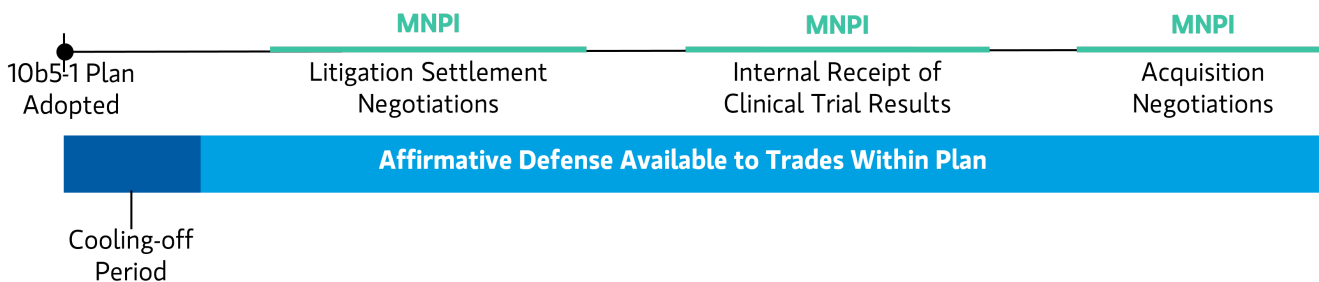 MNPI
MNPI
MNPI
10b5-1 Plan
Adopted
Litigation Settlement
Negotiations
Internal Receipt of
Clinical Trial Results
Acquisition
Negotiations
Affirmative Defense Available to Trades Within Plan
Cooling-off
Period